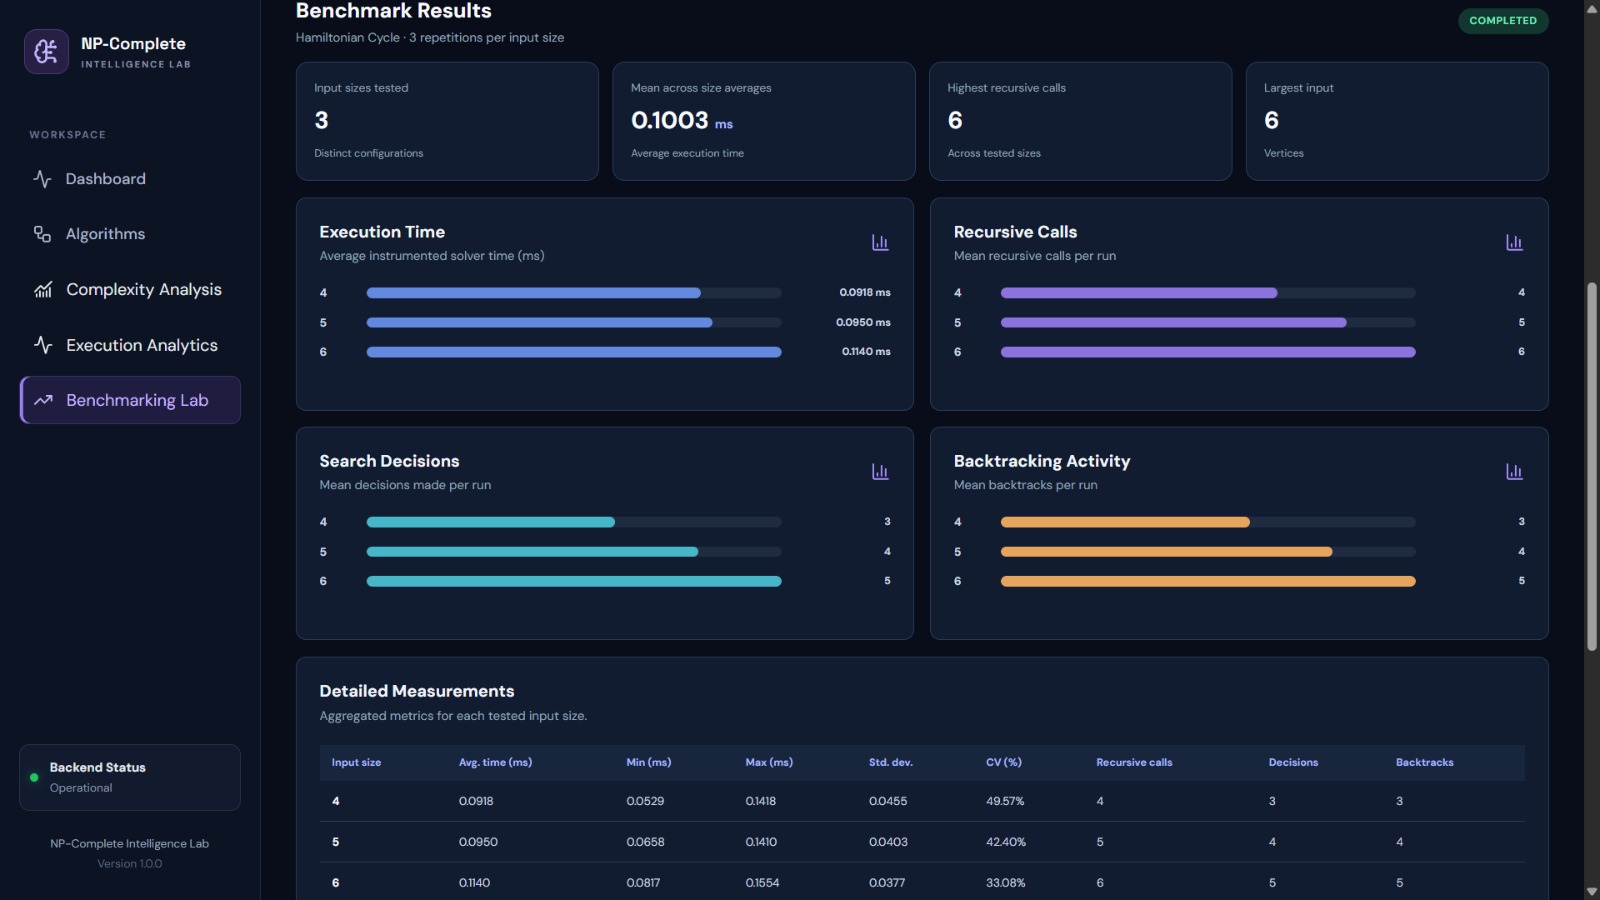 NP-Complete
INTELLIGENCE LAB
WORKSPACE
Dashboard
Algorithms
Complexity Analysis
Execution Analytics
Benchmarking Lab
Backend Status
Operational
NP-Complete Intelligence Lab
Version 1.0.0
Benchmark Results
Hamiltonian Cycle · 3 repetitions per input size
COMPLETED
Input sizes tested
3
Distinct configurations
Mean across size averages
0.1003 ms
Average execution time
Highest recursive calls
6
Across tested sizes
Largest input
6
Vertices
Execution Time
Average instrumented solver time (ms)
4 0.0918 ms
5 0.0950 ms
6 0.1140 ms
Recursive Calls
Mean recursive calls per run
4 4
5 5
6 6
Search Decisions
Mean decisions made per run
4 3
5 4
6 5
Backtracking Activity
Mean backtracks per run
4 3
5 4
6 5
Detailed Measurements
Aggregated metrics for each tested input size.
Input size Avg. time (ms) Min (ms) Max (ms) Std. dev. CV (%) Recursive calls Decisions Backtracks
4 0.0918 0.0529 0.1418 0.0455 49.57% 4 3 3
5 0.0950 0.0658 0.1410 0.0403 42.40% 5 4 4
6 0.1140 0.0817 0.1554 0.0377 33.08% 6 5 5